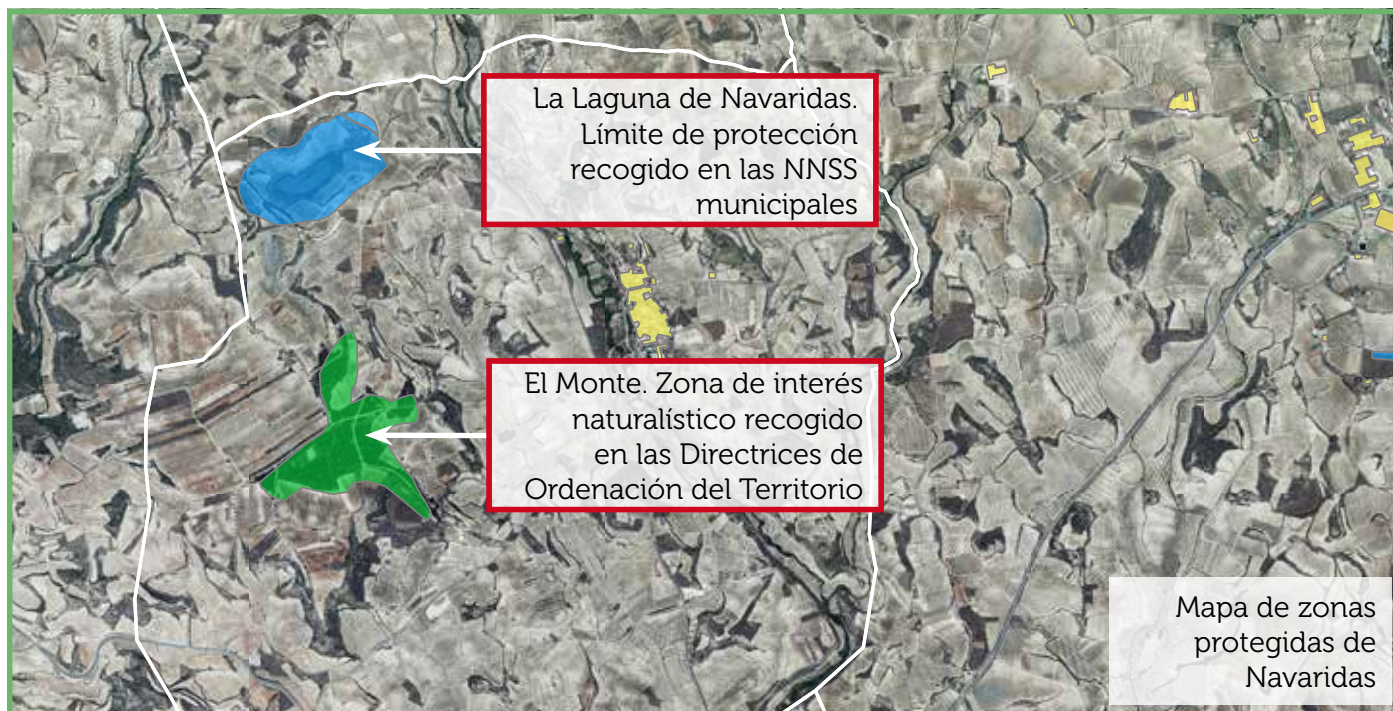 La Laguna de Navaridas.
Límite de protección
recogido en las NNSS
municipales
El Monte. Zona de interés
naturalístico recogido
en las Directrices de
Ordenación del Territorio
Mapa de zonas
protegidas de
Navaridas